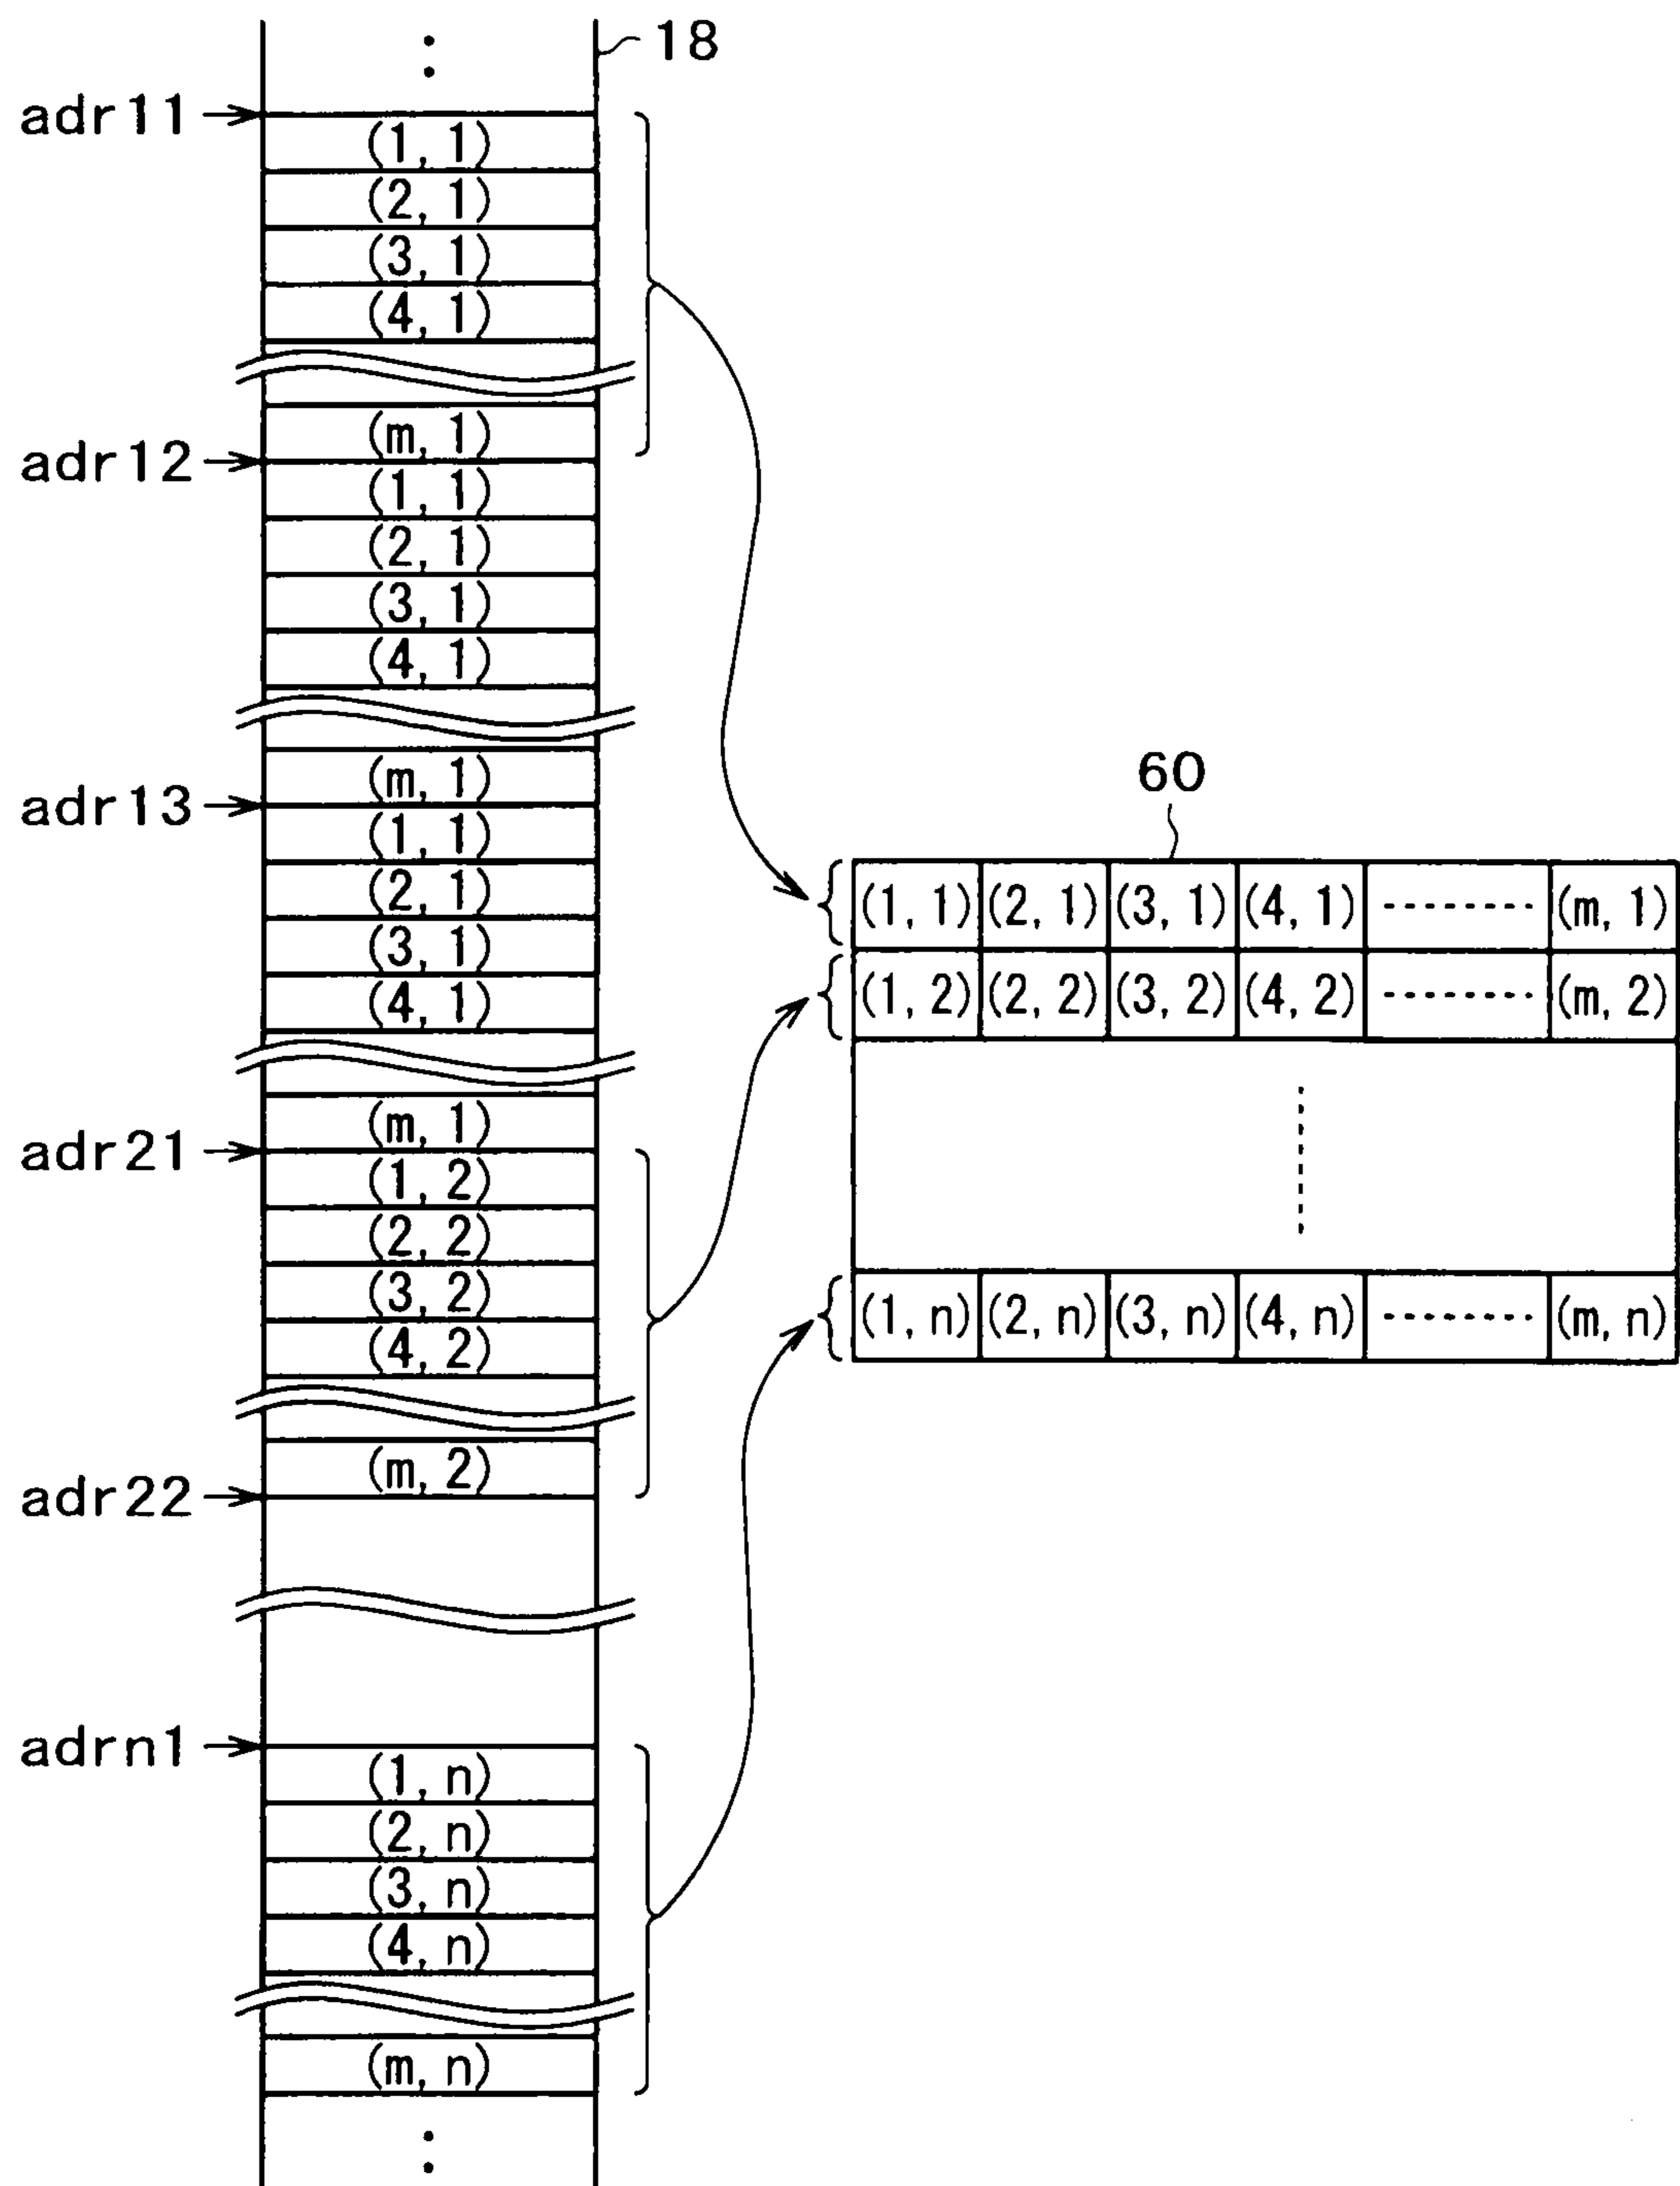 18
adr11
(1, 1)
(2, 1)
(3, 1)
(4, 1)
(m, 1)
adr12
(1, 1)
(2, 1)
(3, 1)
(4, 1)
(m, 1)
adr13
(1, 1)
(2, 1)
(3, 1)
(4, 1)
(m, 1)
adr21
(1, 2)
(2, 2)
(3, 2)
(4, 2)
(m, 2)
adr22
adrn1
(1, n)
(2, n)
(3, n)
(4, n)
(m, n)
60
(1, 1) (2, 1) (3, 1) (4, 1) (m, 1)
(1, 2) (2, 2) (3, 2) (4, 2) (m, 2)
(1, n) (2, n) (3, n) (4, n) (m, n)